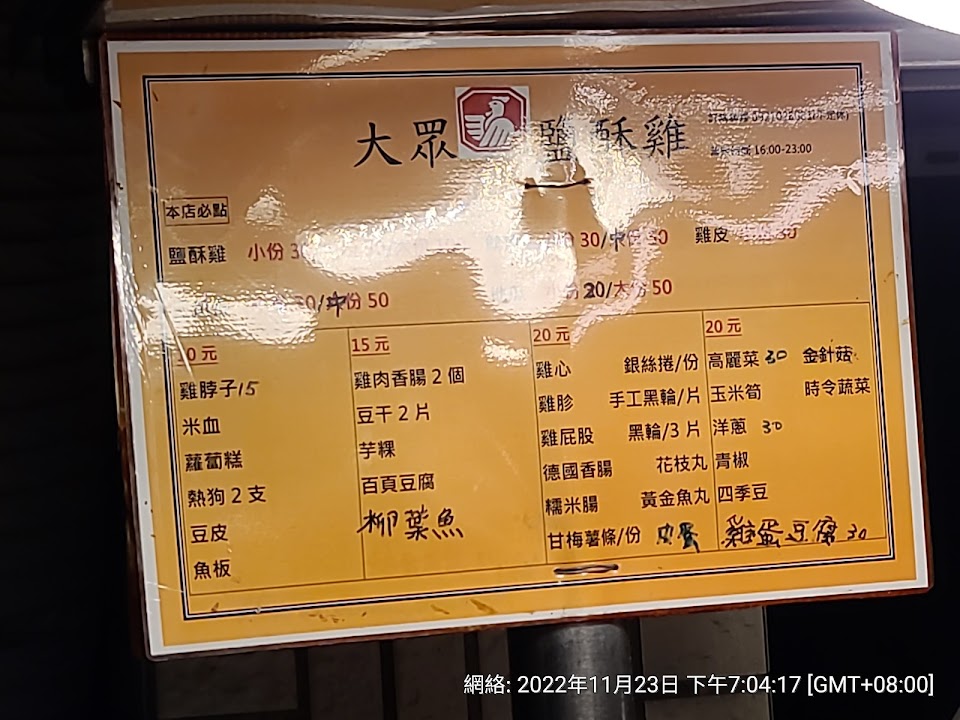 大眾 鹽酥雞
16:00-23:00
本店必點
鹽酥雞 小份 30 30/中份 50 雞皮
/中份 50 20/大份 50
10元 15元 20元 20元
雞脖子15 雞肉香腸2個 雞心 銀絲捲/份 高麗菜30 金針菇
米血 豆干2片 雞胗 手工黑輪/片 玉米筍 時令蔬菜
蘿蔔糕 芋粿 雞屁股 黑輪/3片 洋蔥 30
熱狗2支 百頁豆腐 德國香腸 花枝丸 青椒
豆皮 柳葉魚 糯米腸 黃金魚丸 四季豆
魚板 甘梅薯條/份 皮蛋 雞蛋豆腐30
網絡: 2022年11月23日 下午7:04:17 [GMT+08:00]